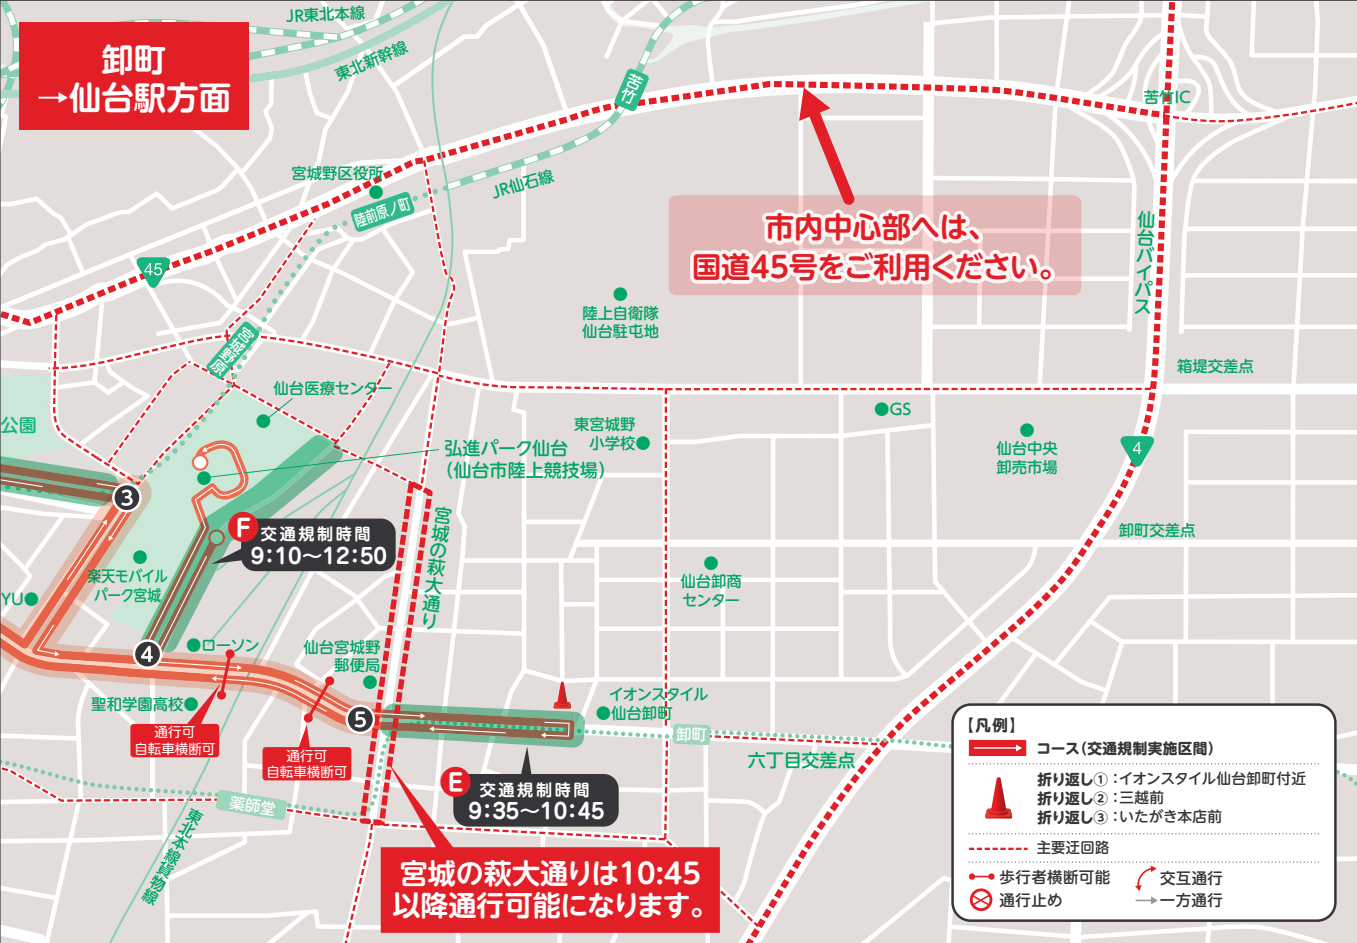 卸町
→仙台駅方面
JR東北本線
東北新幹線
苦竹
苦竹IC
宮城野区役所
陸前原ノ町
JR仙石線
市内中心部へは、
国道45号をご利用ください。
仙台バイパス
45
陸上自衛隊
仙台駐屯地
宮城野原
仙台医療センター
箱堤交差点
公園
GS
東宮城野
小学校
仙台中央
卸売市場
4
弘進パーク仙台
(仙台市陸上競技場)
3
宮城の萩大通り
F
交通規制時間
9:10〜12:50
卸町交差点
楽天モバイル
パーク宮城
仙台卸商
センター
YU
4
ローソン
仙台宮城野
郵便局
聖和学園高校
5
イオンスタイル
仙台卸町
通行可
自転車横断可
通行可
自転車横断可
卸町
六丁目交差点
E
交通規制時間
9:35〜10:45
薬師堂
東北本線貨物線
宮城の萩大通りは10:45
以降通行可能になります。
【凡例】
コース(交通規制実施区間)
折り返し①:イオンスタイル仙台卸町付近
折り返し②:三越前
折り返し③:いたがき本店前
主要迂回路
歩行者横断可能
交互通行
通行止め
一方通行